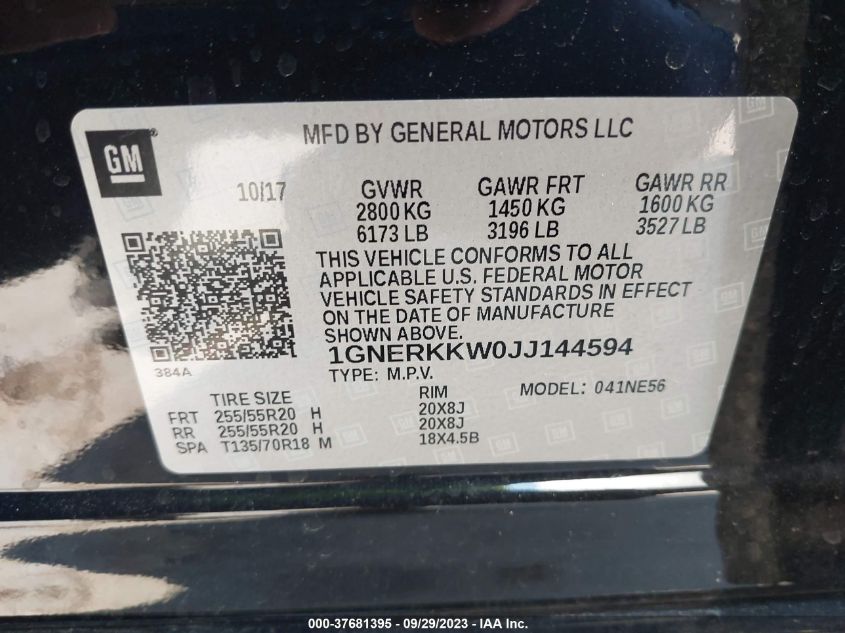 GM
MFD BY GENERAL MOTORS LLC
10/17
GVWR GAWR FRT GAWR RR
2800 KG 1450 KG 1600 KG
6173 LB 3196 LB 3527 LB
THIS VEHICLE CONFORMS TO ALL
APPLICABLE U.S. FEDERAL MOTOR
VEHICLE SAFETY STANDARDS IN EFFECT
ON THE DATE OF MANUFACTURE
SHOWN ABOVE.
384A
1GNERKKW0JJ144594
TYPE: M.P.V. MODEL: 041NE56
TIRE SIZE RIM
FRT 255/55R20 H 20X8J
RR 255/55R20 H 20X8J
SPA T135/70R18 M 18X4.5B
000-37681395 - 09/29/2023 - IAA Inc.